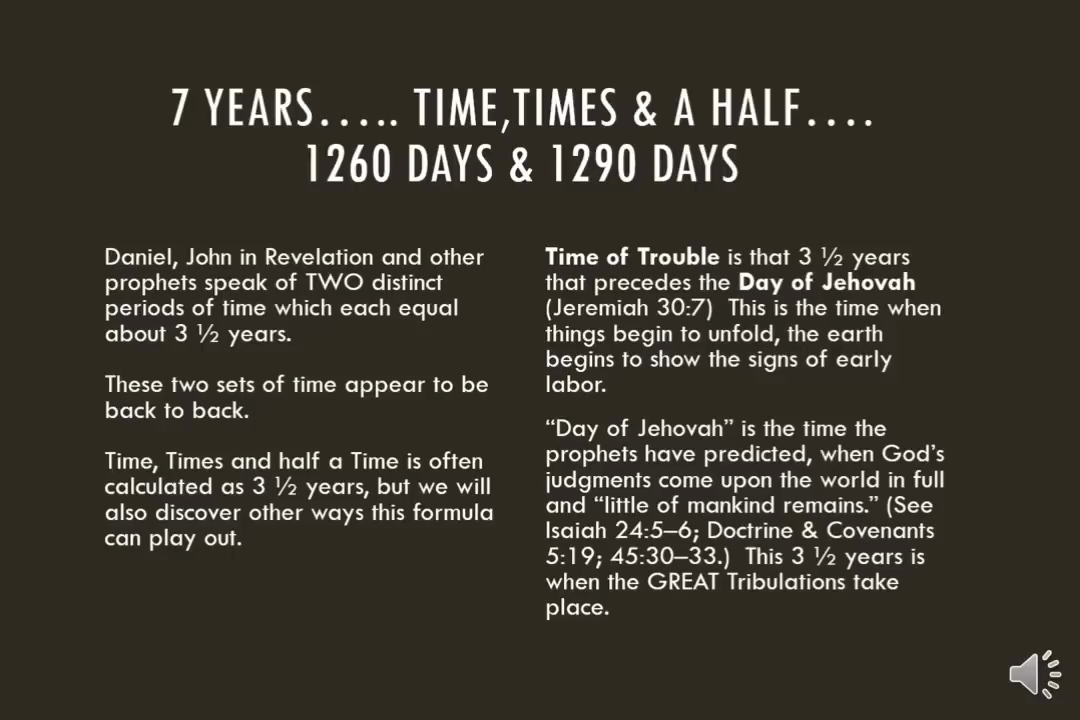 7 YEARS..... TIME,TIMES & A HALF....
1260 DAYS & 1290 DAYS
Daniel, John in Revelation and other
prophets speak of TWO distinct
periods of time which each equal
about 3 ½ years.
These two sets of time appear to be
back to back.
Time, Times and half a Time is often
calculated as 3 ½ years, but we will
also discover other ways this formula
can play out.
Time of Trouble is that 3 ½ years
that precedes the Day of Jehovah
(Jeremiah 30:7)  This is the time when
things begin to unfold, the earth
begins to show the signs of early
labor.
“Day of Jehovah” is the time the
prophets have predicted, when God’s
judgments come upon the world in full
and “little of mankind remains.” (See
Isaiah 24:5–6; Doctrine & Covenants
5:19; 45:30–33.)  This 3 ½ years is
when the GREAT Tribulations take
place.